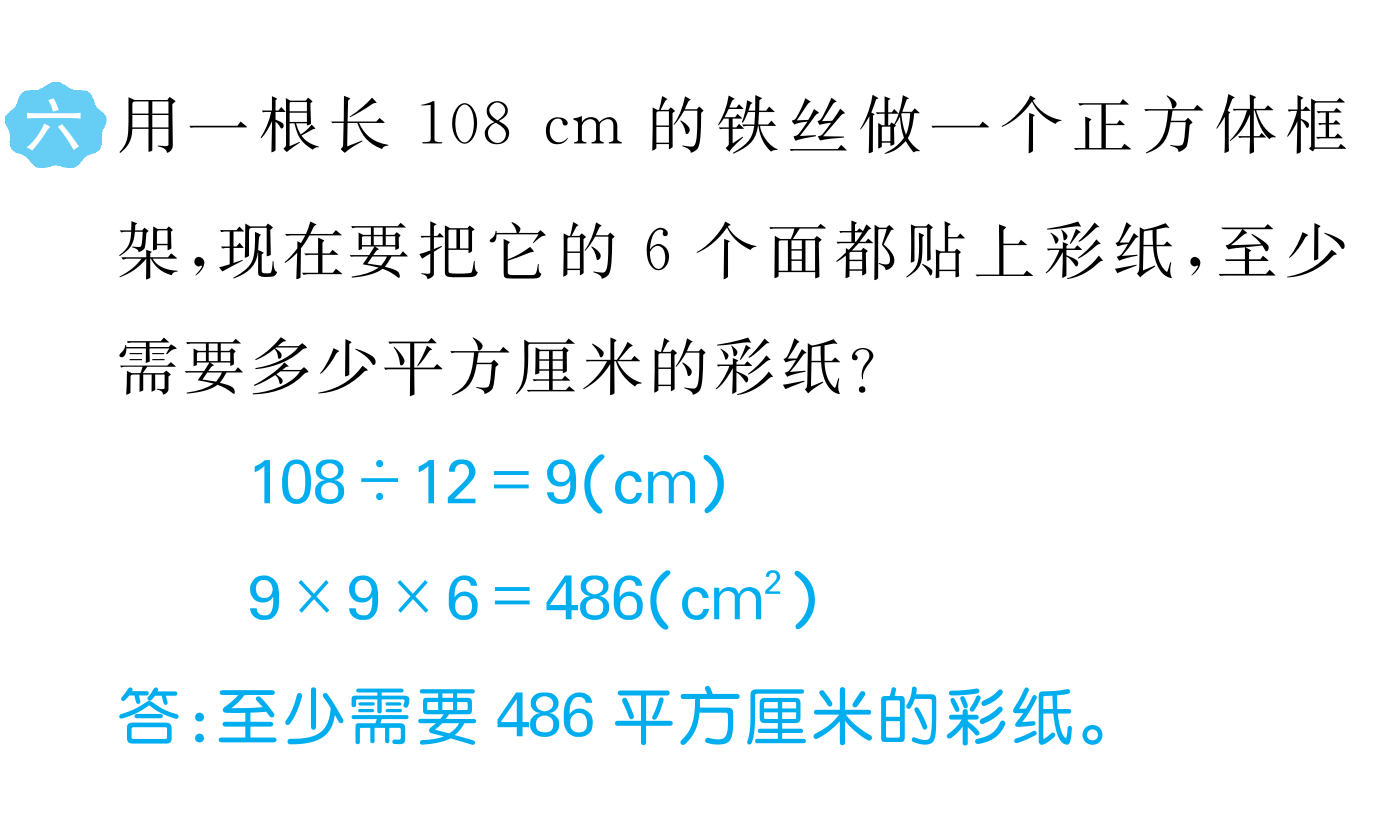 六 用一根长 108 cm 的铁丝做一个正方体框
架,现在要把它的 6 个面都贴上彩纸,至少
需要多少平方厘米的彩纸?
108÷12=9(cm)
9×9×6=486(cm²)
答:至少需要 486 平方厘米的彩纸。